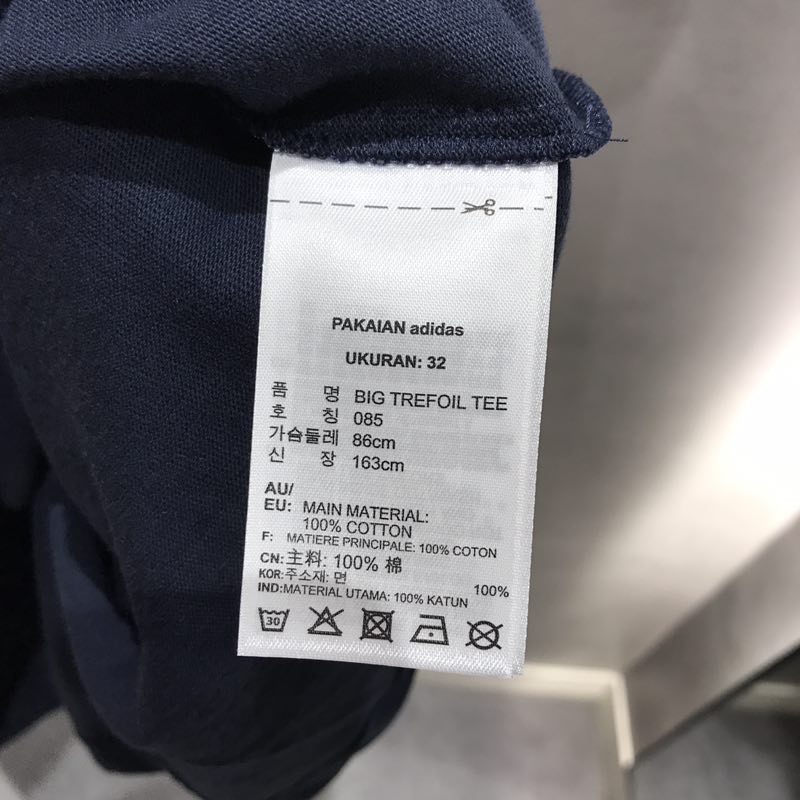 PAKAIAN adidas
UKURAN: 32
품 명 BIG TREFOIL TEE
호 칭 085
가슴둘레 86cm
신 장 163cm
AU/
EU: MAIN MATERIAL:
100% COTTON
F: MATIERE PRINCIPALE: 100% COTON
CN:主料: 100% 棉
KOR:주소재: 면 100%
IND:MATERIAL UTAMA: 100% KATUN
30